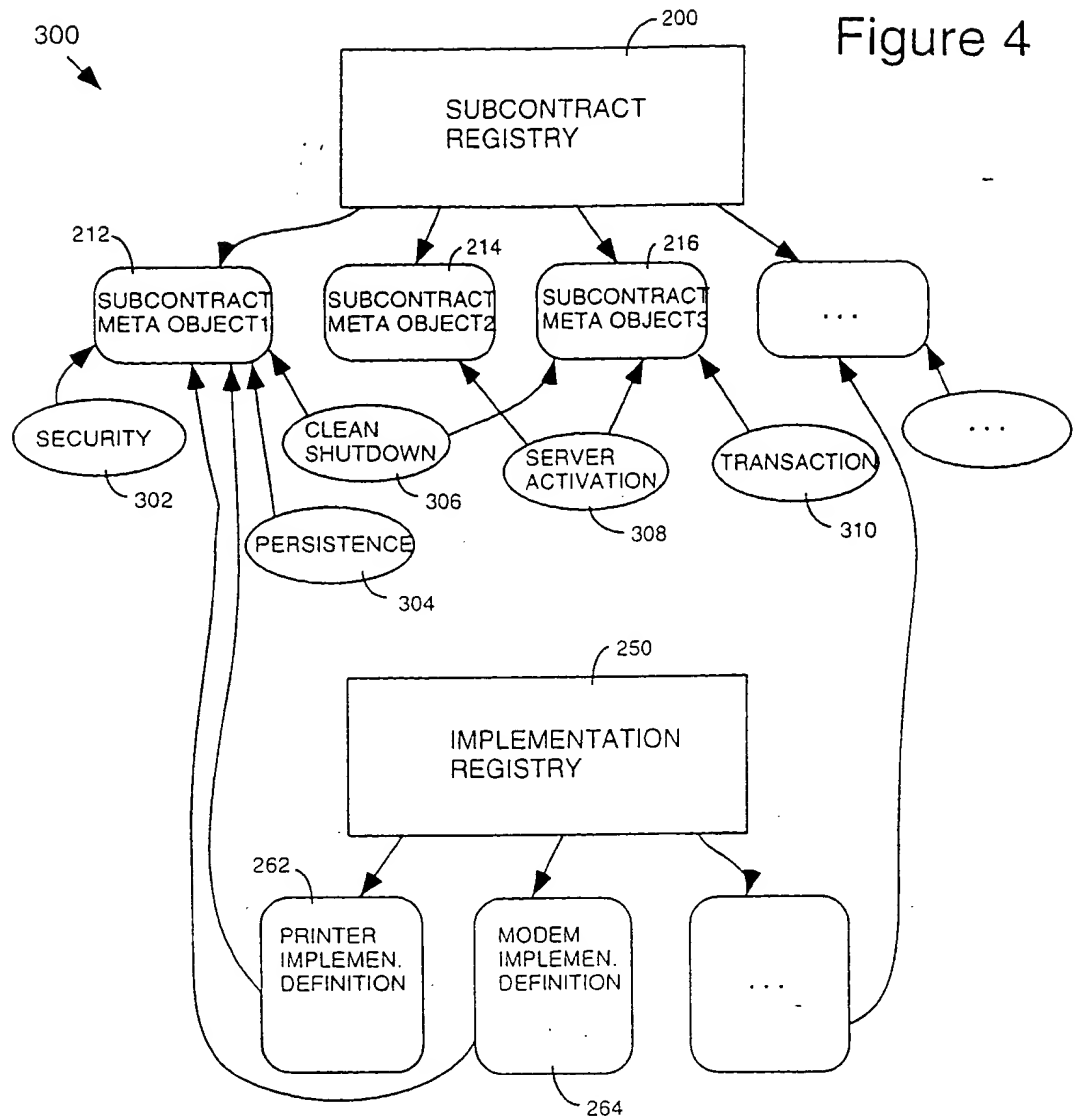 Figure 4
300
200
SUBCONTRACT
REGISTRY
212
214
216
SUBCONTRACT
META OBJECT1
SUBCONTRACT
META OBJECT2
SUBCONTRACT
META OBJECT3
...
SECURITY
302
CLEAN
SHUTDOWN
306
SERVER
ACTIVATION
308
TRANSACTION
310
...
PERSISTENCE
304
250
IMPLEMENTATION
REGISTRY
262
PRINTER
IMPLEMEN.
DEFINITION
MODEM
IMPLEMEN.
DEFINITION
264
...